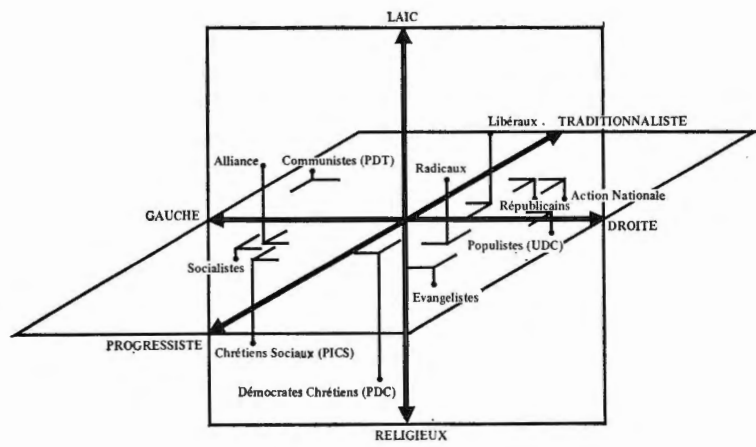 LAIC
Libéraux .
TRADITIONNALISTE
Alliance
Communistes (PDT)
Radicaux
Action Nationale
Républicains
GAUCHE
DROITE
Populistes (UDC)
Socialistes
Evangelistes
PROGRESSISTE
Chrétiens Sociaux (PICS)
Démocrates Chrétiens (PDC)
RELIGIEUX